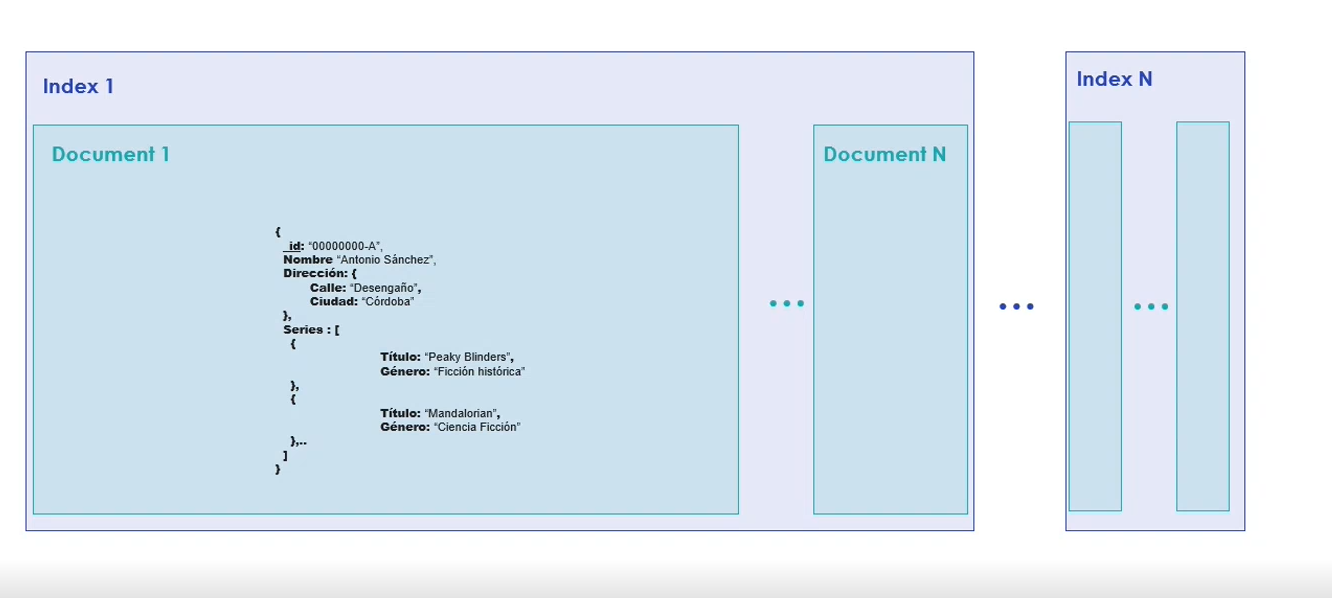 Index 1
Index N
Document 1
Document N
{
_id: “00000000-A”,
Nombre “Antonio Sánchez”,
Dirección: {
Calle: “Desengaño”,
Ciudad: “Córdoba”
},
Series : [
{
Título: “Peaky Blinders”,
Género: “Ficción histórica”
},
{
Título: “Mandalorian”,
Género: “Ciencia Ficción”
},..
]
}